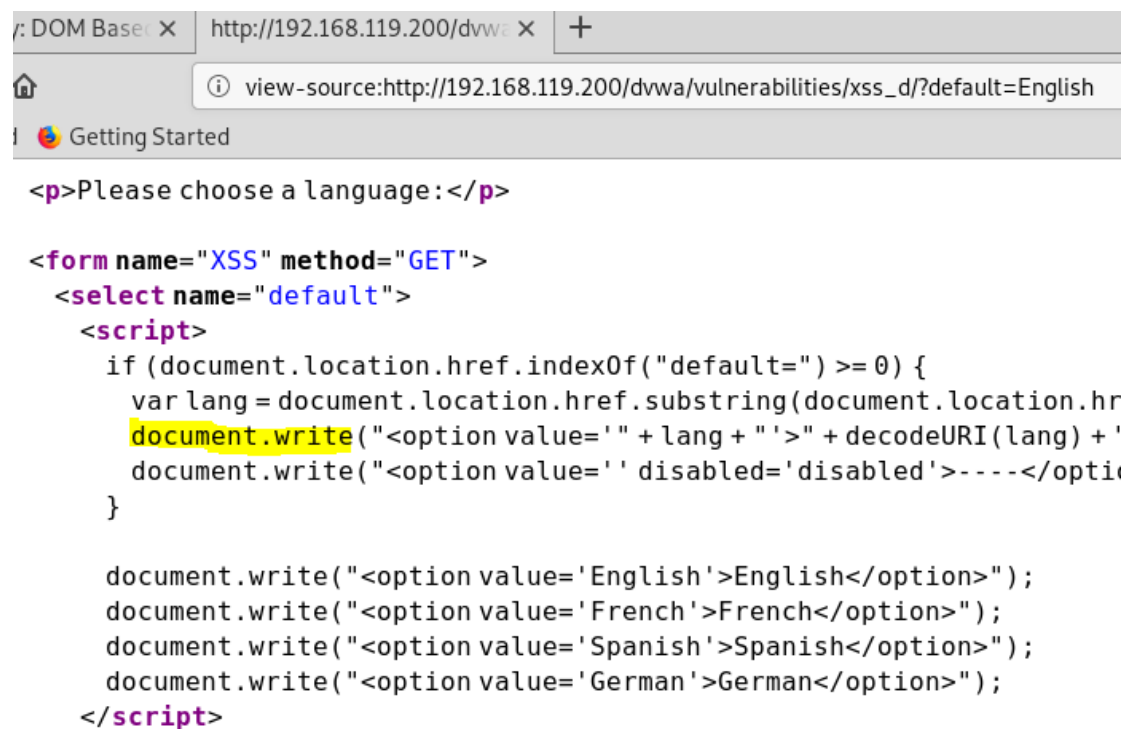 y: DOM Based
http://192.168.119.200/dvwa
view-source:http://192.168.119.200/dvwa/vulnerabilities/xss_d/?default=English
Getting Started
<p>Please choose a language:</p>
<form name="XSS" method="GET">
<select name="default">
<script>
if (document.location.href.indexOf("default=") >= 0) {
var lang = document.location.href.substring(document.location.hr
document.write("<option value='" + lang + "'>" + decodeURI(lang) + "
document.write("<option value='' disabled='disabled'>----</optio
}
document.write("<option value='English'>English</option>");
document.write("<option value='French'>French</option>");
document.write("<option value='Spanish'>Spanish</option>");
document.write("<option value='German'>German</option>");
</script>